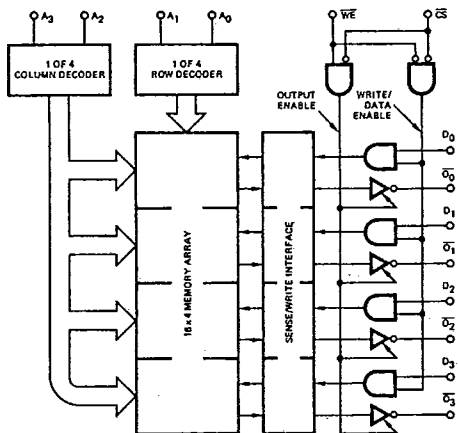 A3
A2
A1
A0
WE
CS
1 OF 4
COLUMN DECODER
1 OF 4
ROW DECODER
OUTPUT
ENABLE
WRITE/
DATA
ENABLE
16 x 4 MEMORY ARRAY
SENSE/WRITE INTERFACE
D0
O0
D1
O1
D2
O2
D3
O3